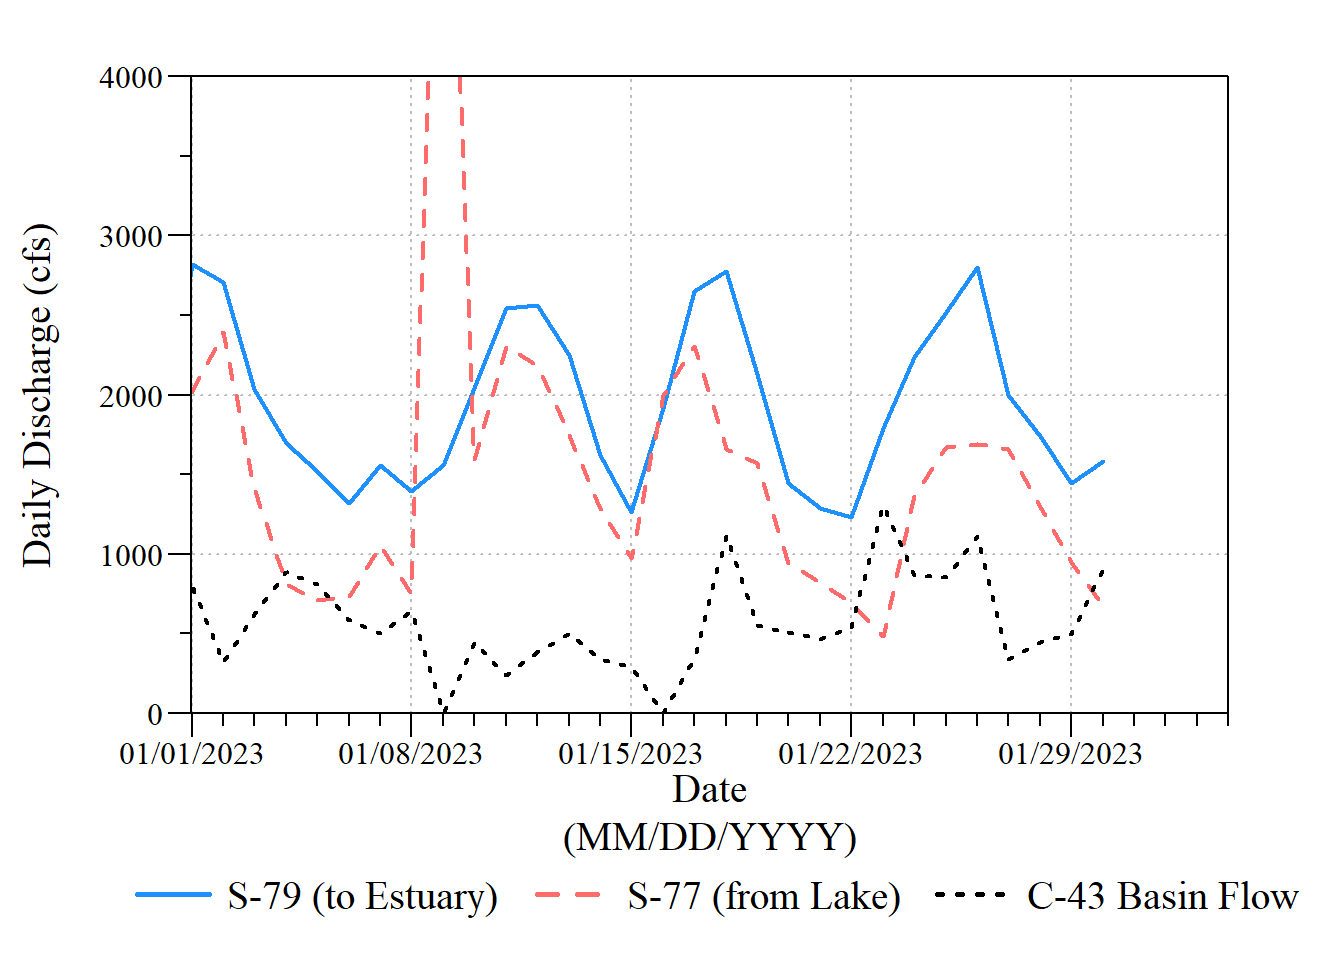 Daily Discharge (cfs)
4000
3000
2000
1000
0
01/01/2023 01/08/2023 01/15/2023 01/22/2023 01/29/2023
Date
(MM/DD/YYYY)
S-79 (to Estuary) S-77 (from Lake) C-43 Basin Flow